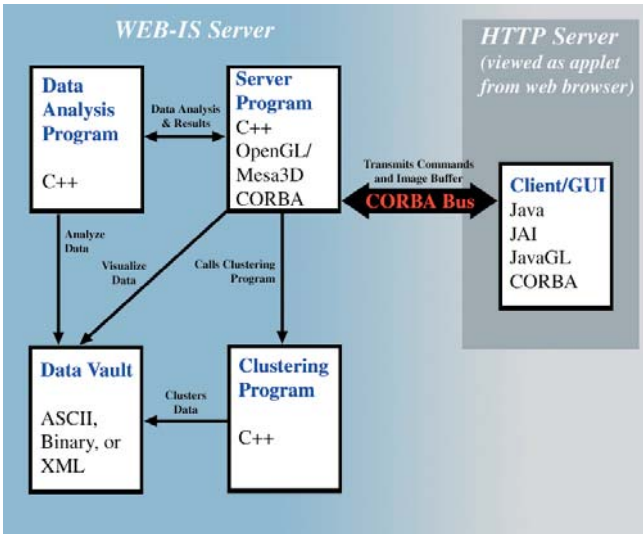 WEB-IS Server
HTTP Server
(viewed as applet
from web browser)
Data
Analysis
Program
C++
Data Analysis
& Results
Server
Program
C++
OpenGL/
Mesa3D
CORBA
Transmits Commands
and Image Buffer
CORBA Bus
Client/GUI
Java
JAI
JavaGL
CORBA
Analyze
Data
Visualize
Data
Calls Clustering
Program
Data Vault
ASCII,
Binary, or
XML
Clusters
Data
Clustering
Program
C++